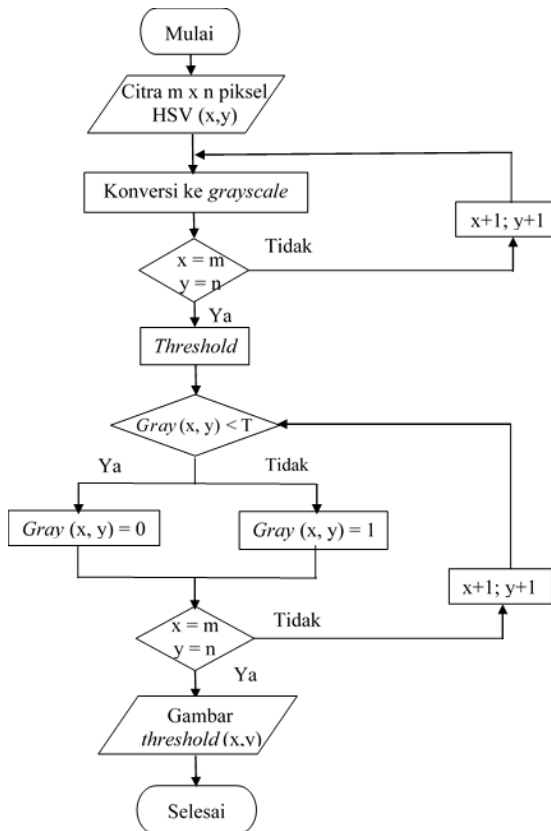 Mulai
Citra m x n piksel
HSV (x,y)
Konversi ke grayscale
x+1; y+1
Tidak
x = m
y = n
Ya
Threshold
Gray (x, y) < T
Ya
Tidak
Gray (x, y) = 0
Gray (x, y) = 1
x+1; y+1
Tidak
x = m
y = n
Ya
Gambar
threshold (x,y)
Selesai